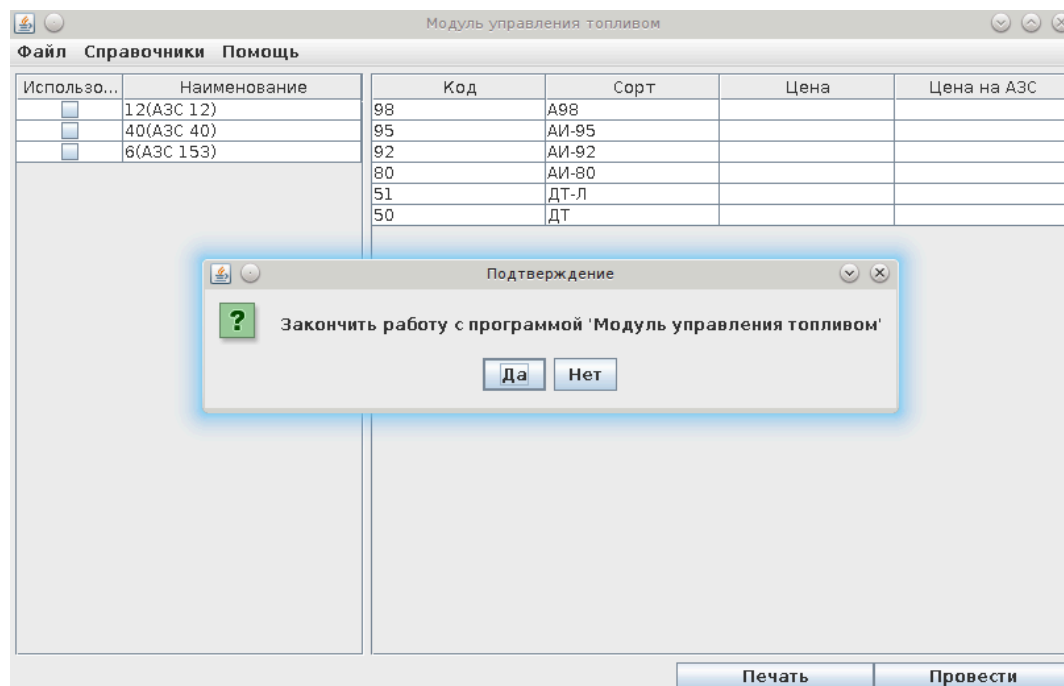 Модуль управления топливом
Файл Справочники Помощь
Использо... Наименование
12(АЗС 12)
40(АЗС 40)
6(АЗС 153)
Код Сорт Цена Цена на АЗС
98 А98
95 АИ-95
92 АИ-92
80 АИ-80
51 ДТ-Л
50 ДТ
Подтверждение
?
Закончить работу с программой 'Модуль управления топливом'
Да Нет
Печать Провести